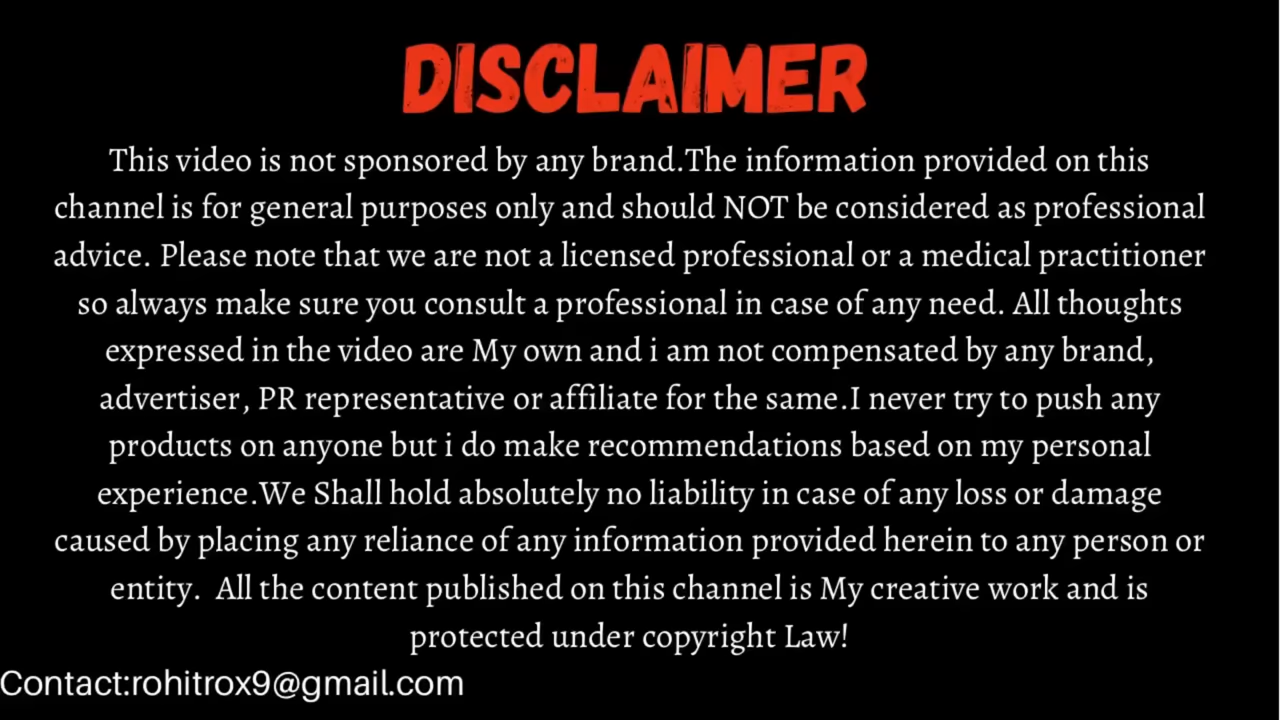 DISCLAIMER
This video is not sponsored by any brand.The information provided on this
channel is for general purposes only and should NOT be considered as professional
advice. Please note that we are not a licensed professional or a medical practitioner
so always make sure you consult a professional in case of any need. All thoughts
expressed in the video are My own and i am not compensated by any brand,
advertiser, PR representative or affiliate for the same.I never try to push any
products on anyone but i do make recommendations based on my personal
experience.We Shall hold absolutely no liability in case of any loss or damage
caused by placing any reliance of any information provided herein to any person or
entity.  All the content published on this channel is My creative work and is
protected under copyright Law!
Contact:rohitrox9@gmail.com